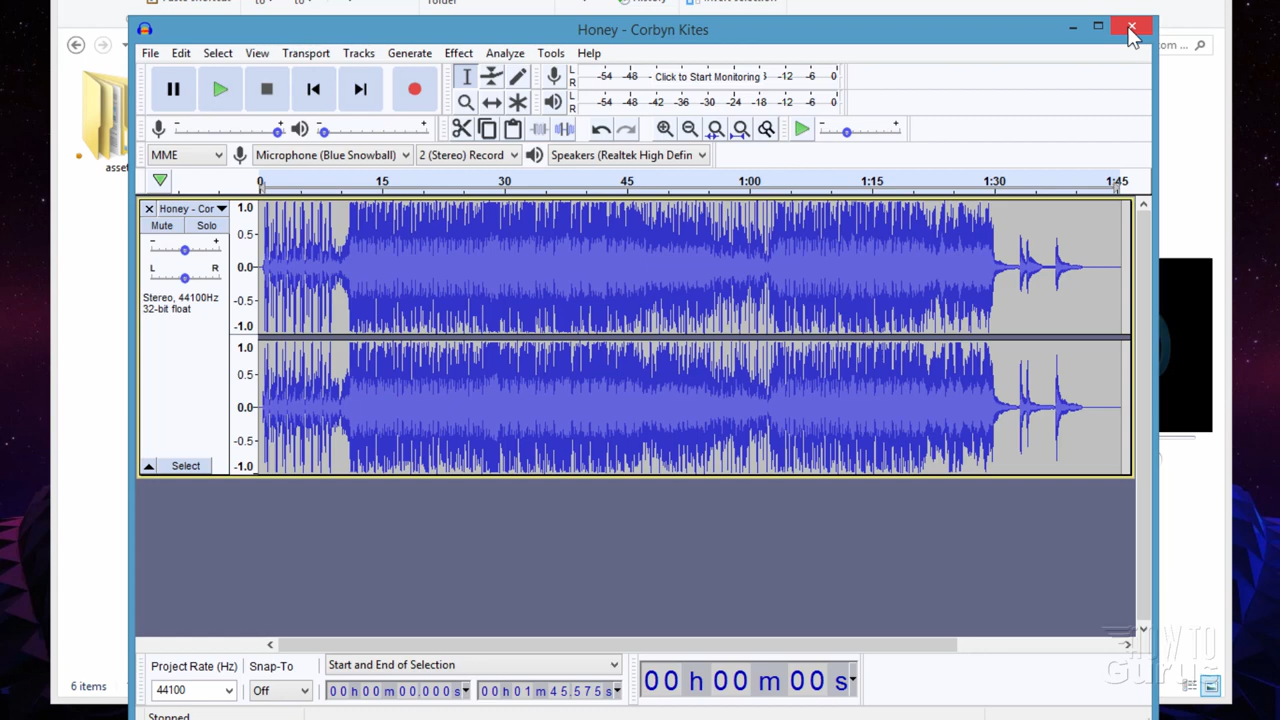 Honey - Corbyn Kites
com ...
File Edit Select View Transport Tracks Generate Effect Analyze Tools Help
L
R
-54 -48 - Click to Start Monitoring -12 -6 0
L
R
-54 -48 -42 -36 -30 -24 -18 -12 -6 0
- + - + - +
MME Microphone (Blue Snowball) 2 (Stereo) Record Speakers (Realtek High Defin
asse
0 15 30 45 1:00 1:15 1:30 1:45
Honey - Cor
Mute Solo
- +
L R
Stereo, 44100Hz
32-bit float
Select
1.0
0.5
0.0
-0.5
-1.0
1.0
0.5
0.0
-0.5
-1.0
HOW TO
Gurus
6 items
Project Rate (Hz) Snap-To Start and End of Selection
44100 Off 00 h 00 m 00.000 s 00 h 01 m 45.575 s
00 h 00 m 00 s
Stopped